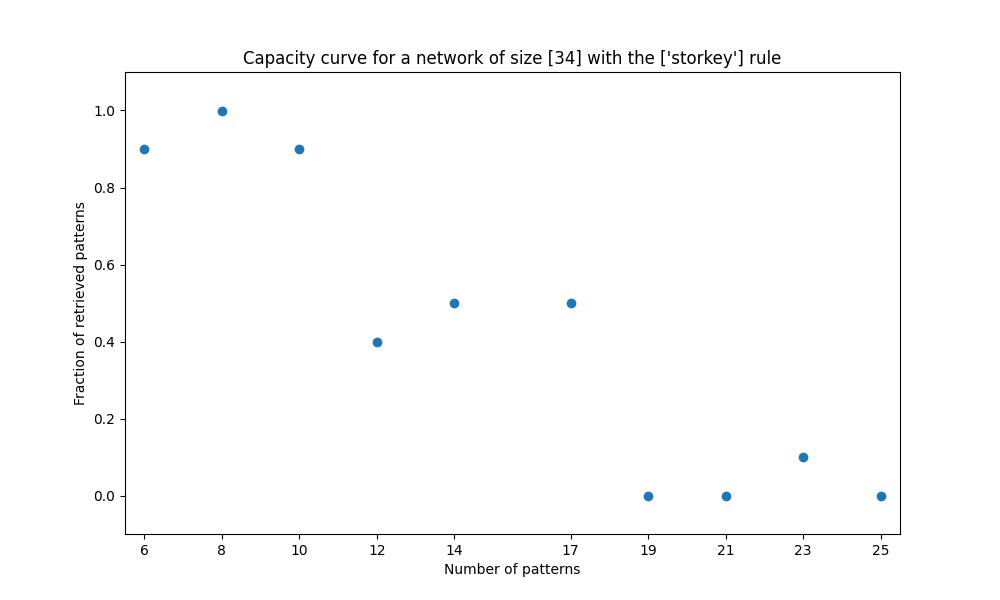 Capacity curve for a network of size [34] with the ['storkey'] rule
1.0
0.8
0.6
0.4
0.2
0.0
Fraction of retrieved patterns
6 8 10 12 14 17 19 21 23 25
Number of patterns